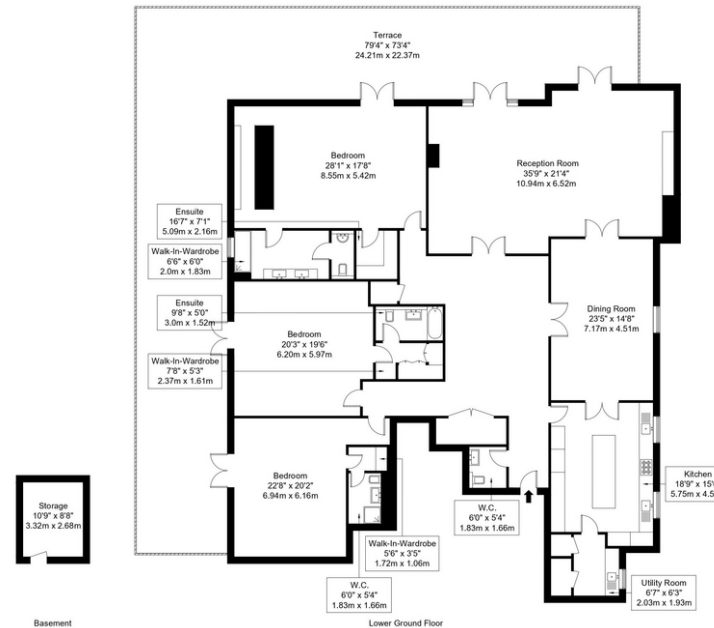 Terrace
79'4" x 73'4"
24.21m x 22.37m
Bedroom
28'1" x 17'8"
8.55m x 5.42m
Reception Room
35'9" x 21'4"
10.94m x 6.52m
Ensuite
16'7" x 7'1"
5.09m x 2.16m
Walk-In-Wardrobe
6'6" x 6'0"
2.0m x 1.83m
Ensuite
9'8" x 5'0"
3.0m x 1.52m
Walk-In-Wardrobe
7'8" x 5'3"
2.37m x 1.61m
Bedroom
20'3" x 19'6"
6.20m x 5.97m
Dining Room
23'5" x 14'8"
7.17m x 4.51m
Bedroom
22'8" x 20'2"
6.94m x 6.16m
Kitchen
18'9" x 15'
5.75m x 4.5
W.C.
6'0" x 5'4"
1.83m x 1.66m
Walk-In-Wardrobe
5'6" x 3'5"
1.72m x 1.06m
W.C.
6'0" x 5'4"
1.83m x 1.66m
Utility Room
6'7" x 6'3"
2.03m x 1.93m
Storage
10'9" x 8'8"
3.32m x 2.68m
Basement
Lower Ground Floor